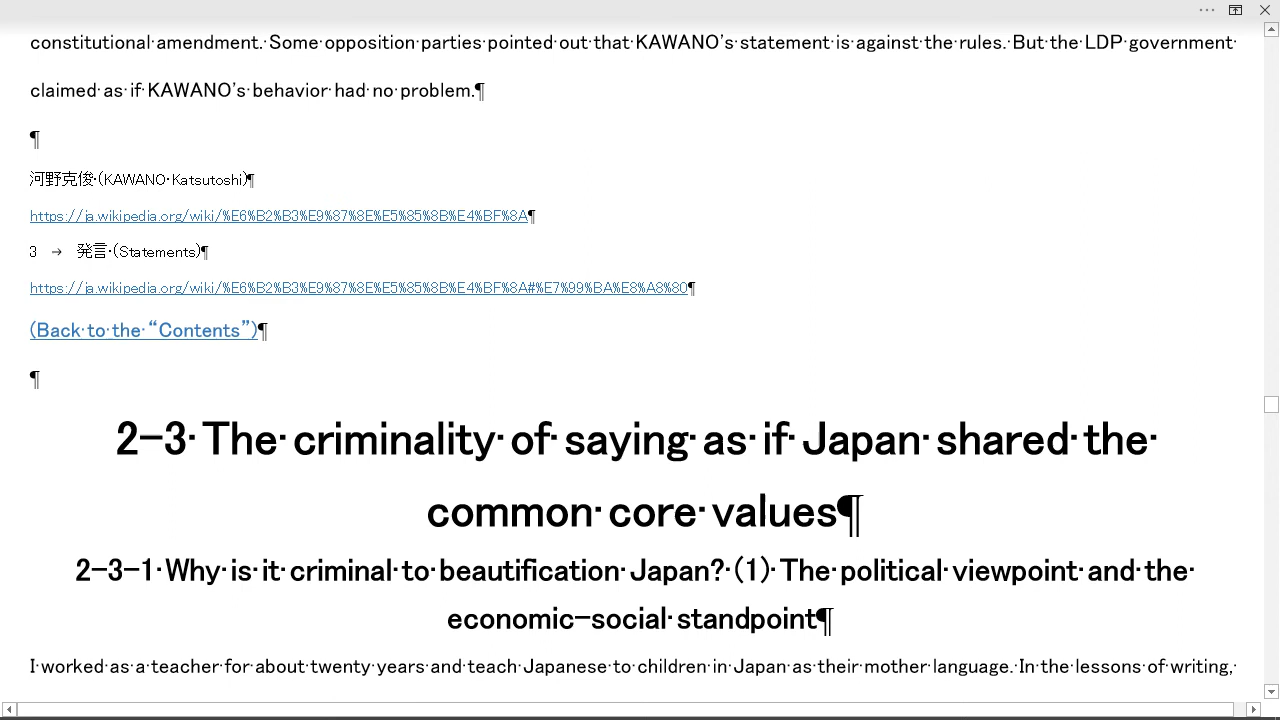 constitutional amendment. Some opposition parties pointed out that KAWANO's statement is against the rules. But the LDP government
claimed as if KAWANO's behavior had no problem.¶
¶
河野克俊 (KAWANO Katsutoshi)¶
https://ja.wikipedia.org/wiki/%E6%B2%B3%E9%87%8E%E5%85%8B%E4%BF%8A¶
3 → 発言 (Statements)¶
https://ja.wikipedia.org/wiki/%E6%B2%B3%E9%87%8E%E5%85%8B%E4%BF%8A#%E7%99%BA%E8%A8%80¶
(Back to the “Contents”)¶
¶
2-3 The criminality of saying as if Japan shared the
common core values¶
2-3-1 Why is it criminal to beautification Japan? (1) The political viewpoint and the
economic-social standpoint¶
I worked as a teacher for about twenty years and teach Japanese to children in Japan as their mother language. In the lessons of writing,